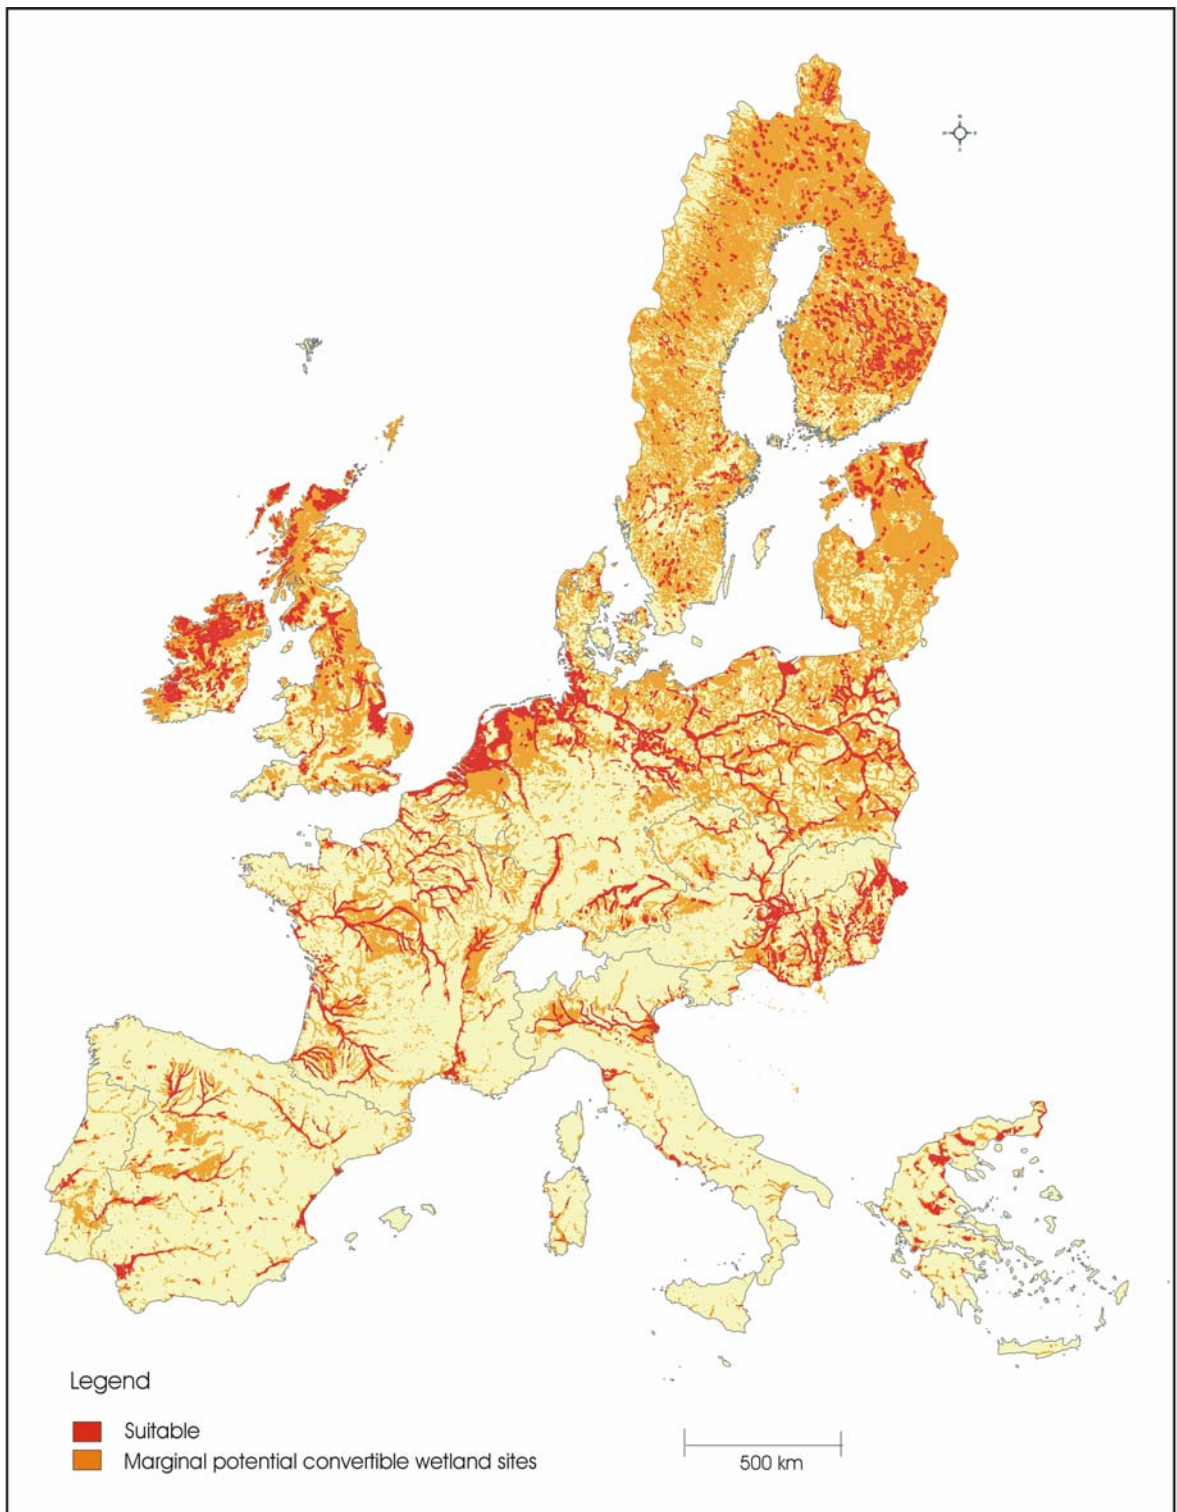 Legend
Suitable
Marginal potential convertible wetland sites
500 km